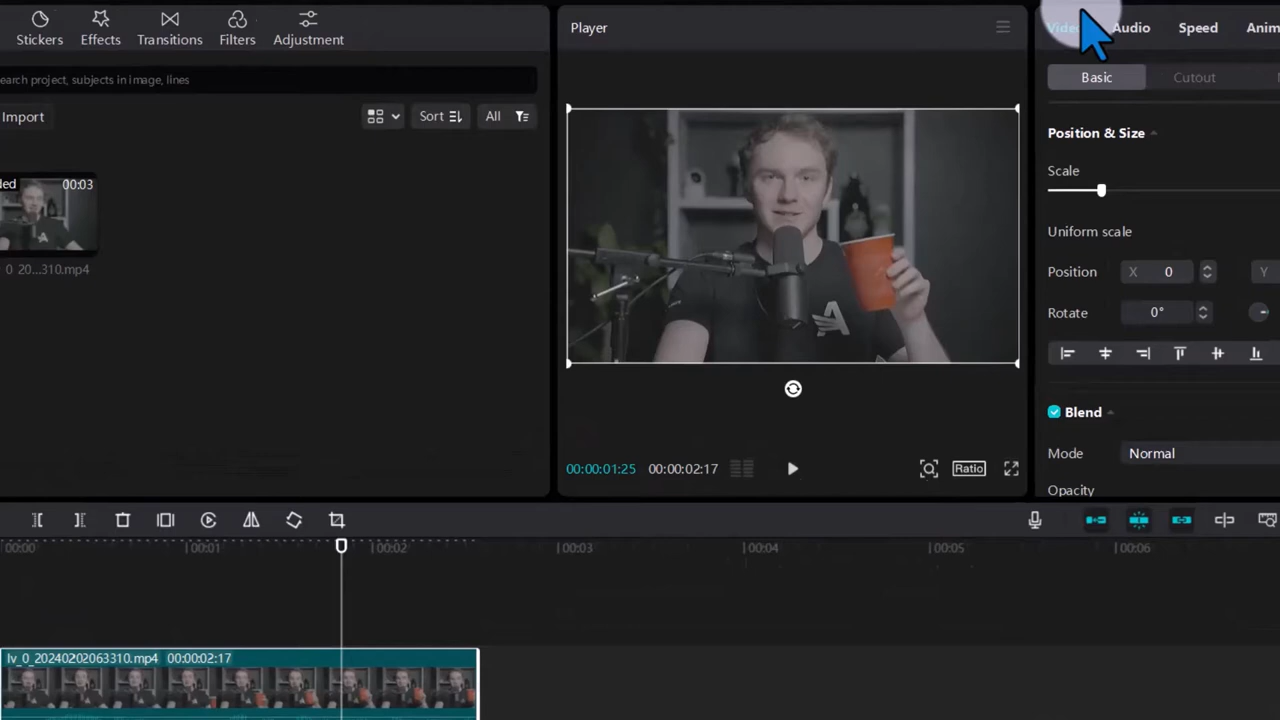 Stickers
Effects
Transitions
Filters
Adjustment
earch project, subjects in image, lines
Import
Sort
All
ded
00:03
0 20...310.mp4
Player
00:00:01:25
00:00:02:17
Ratio
Video
Audio
Speed
Anim
Basic
Cutout
Position & Size
Scale
Uniform scale
Position
X
0
Y
Rotate
0°
Blend
Mode
Normal
Opacity
00:00
00:01
00:02
00:03
00:04
00:05
00:06
lv_0_20240202063310.mp4 00:00:02:17